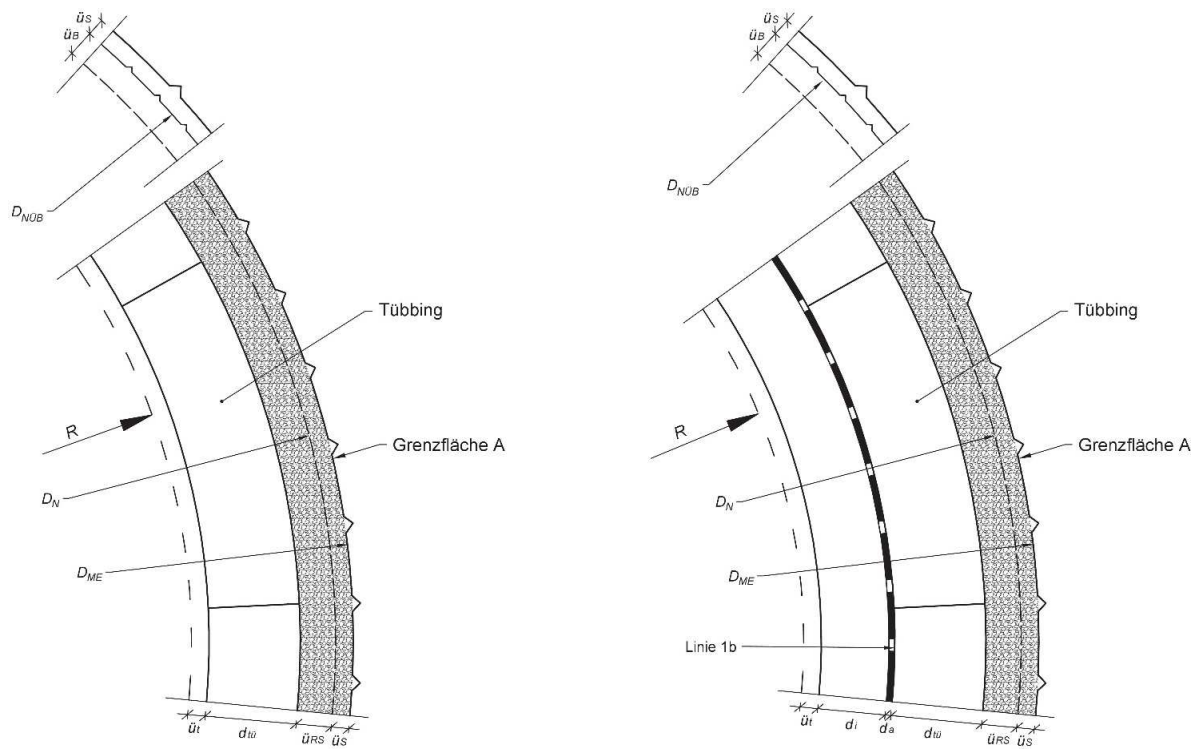 üS
üB
DNÜB
Tübbing
R
Grenzfläche A
DN
DME
üt
dtü
üRS
üS
üS
üB
DNÜB
Tübbing
R
Grenzfläche A
DN
DME
Linie 1b
üt
di
da
dtü
üRS
üS